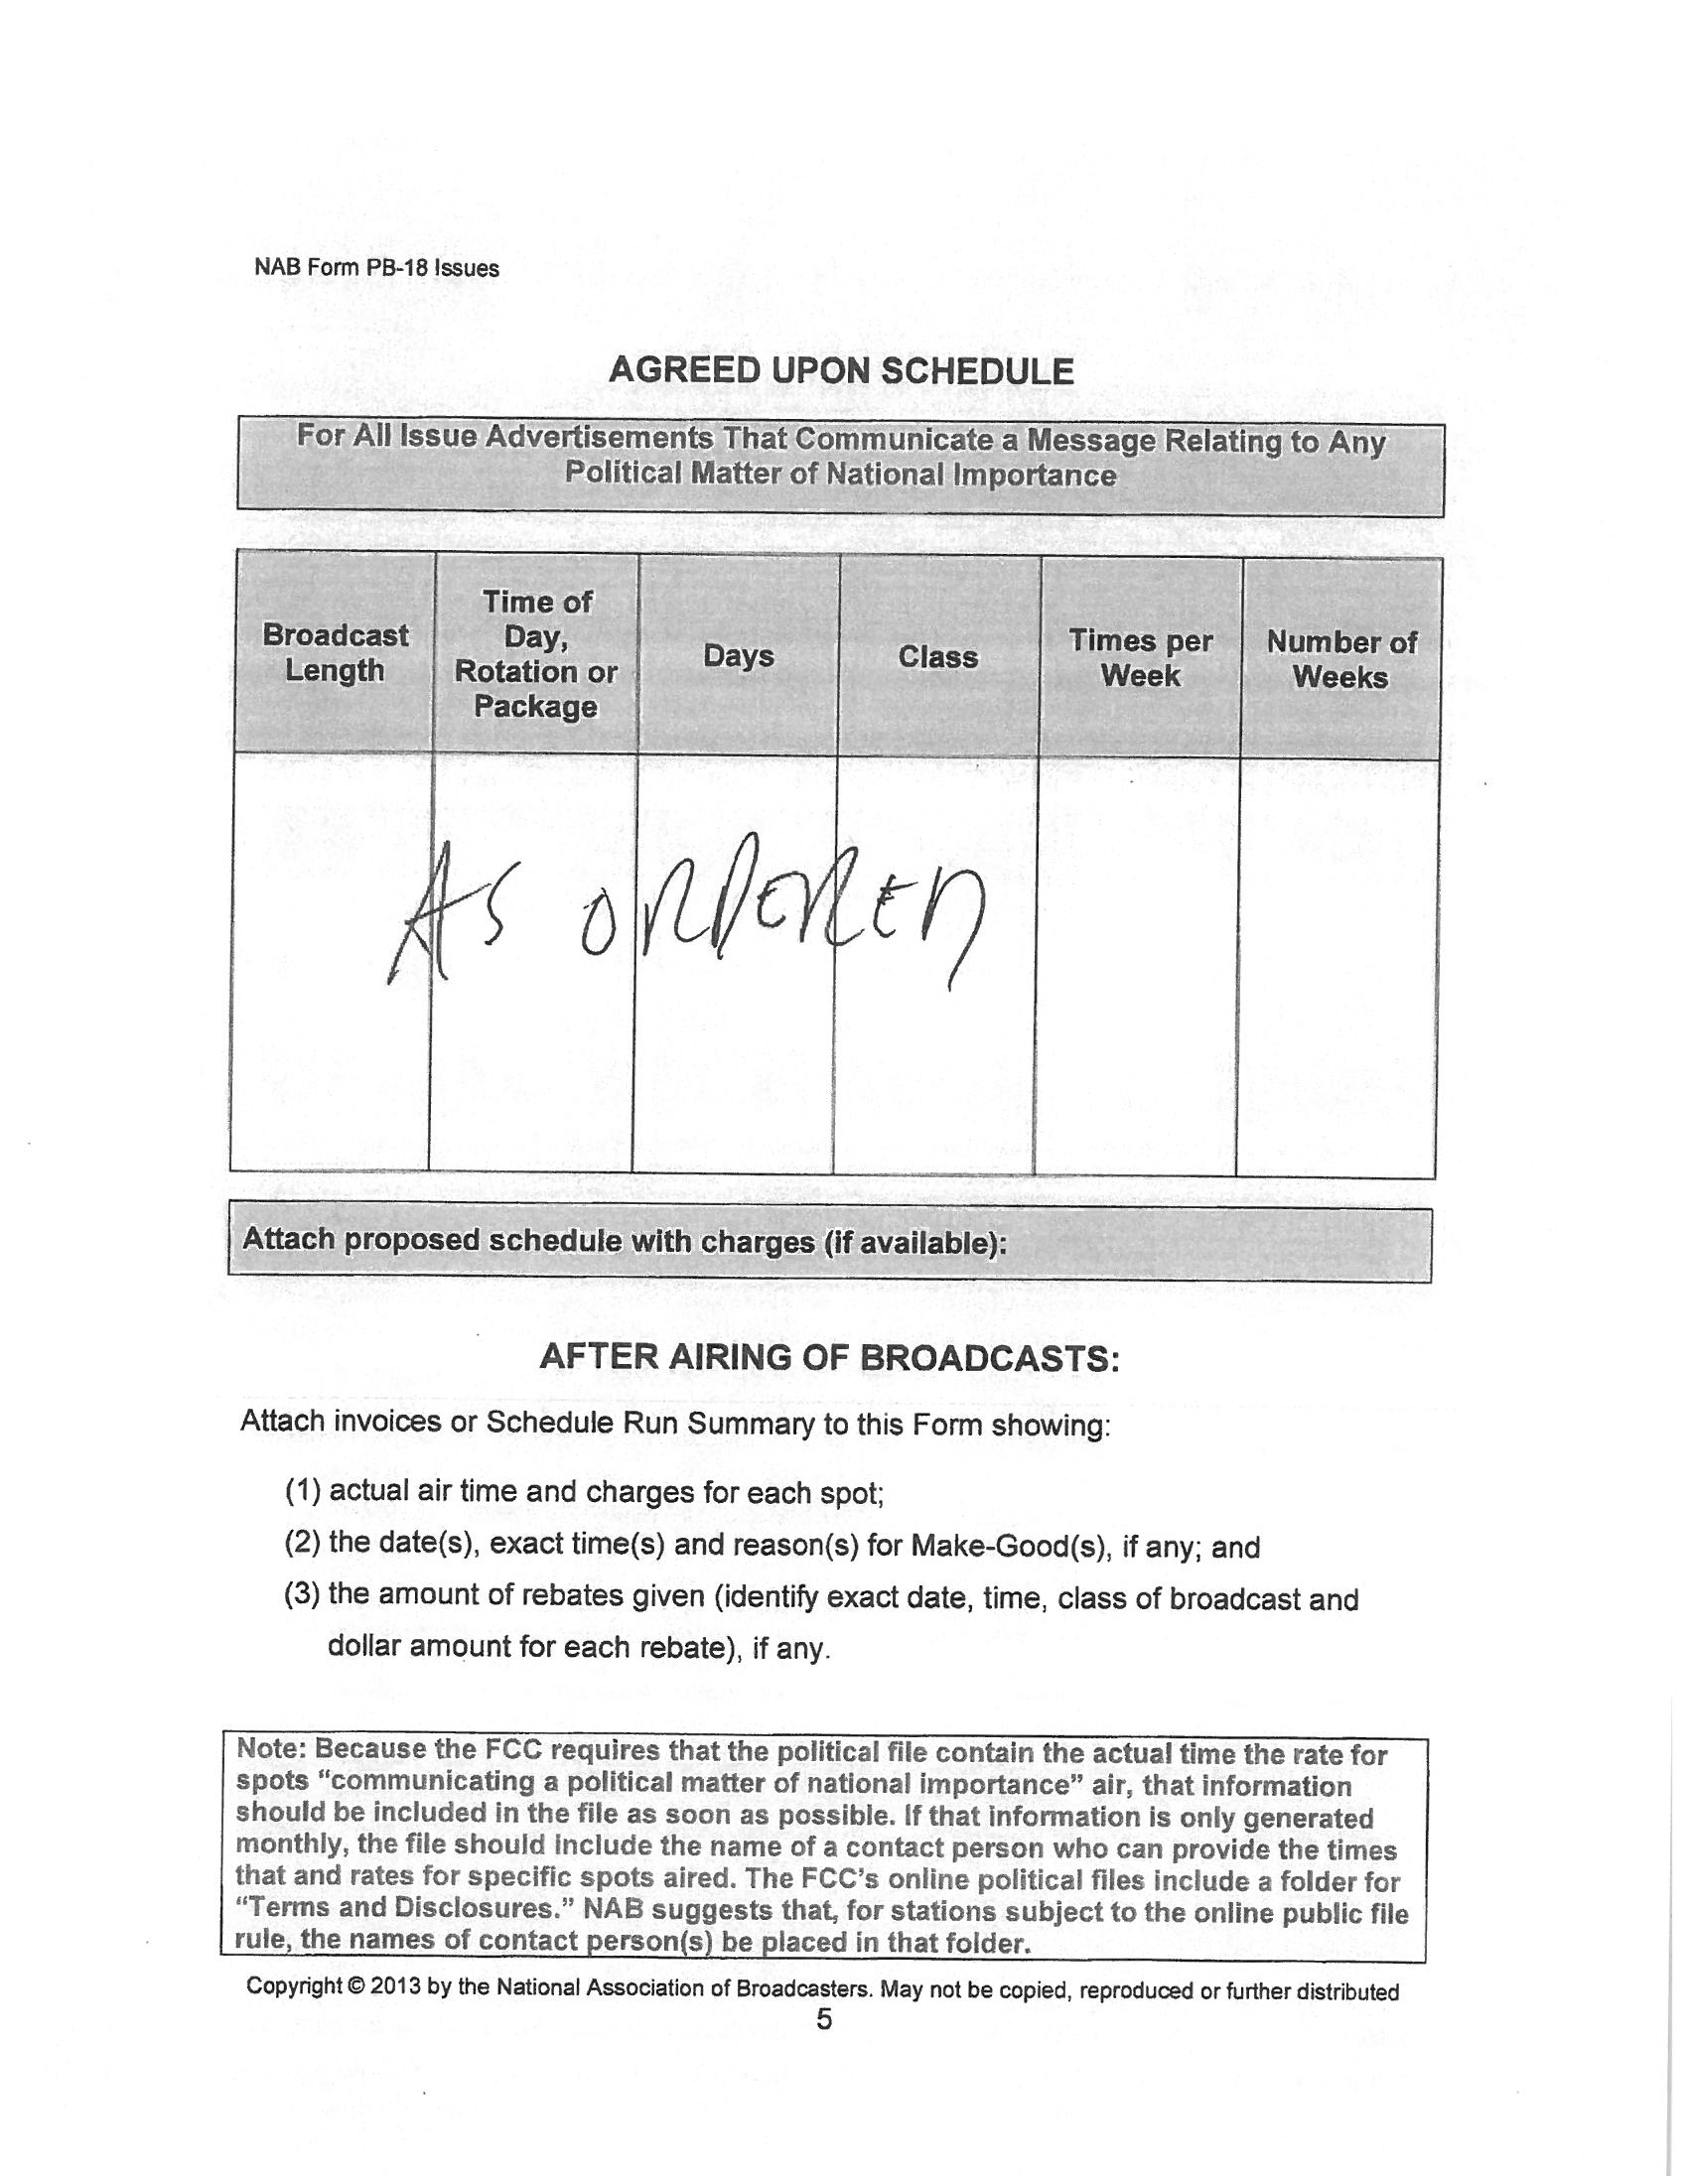 NAB Form PB-18 Issues
AGREED UPON SCHEDULE
For All Issue Advertisements That Communicate a Message Relating to Any
Political Matter of National Importance
Broadcast
Length
Time of
Day,
Rotation or
Package
Days
Class
Times per
Week
Number of
Weeks
AS ORDERED
Attach proposed schedule with charges (if available):
AFTER AIRING OF BROADCASTS:
Attach invoices or Schedule Run Summary to this Form showing:
(1) actual air time and charges for each spot;
(2) the date(s), exact time(s) and reason(s) for Make-Good(s), if any; and
(3) the amount of rebates given (identify exact date, time, class of broadcast and
dollar amount for each rebate), if any.
Note: Because the FCC requires that the political file contain the actual time the rate for
spots “communicating a political matter of national importance” air, that information
should be included in the file as soon as possible. If that information is only generated
monthly, the file should include the name of a contact person who can provide the times
that and rates for specific spots aired. The FCC’s online political files include a folder for
“Terms and Disclosures.” NAB suggests that, for stations subject to the online public file
rule, the names of contact person(s) be placed in that folder.
Copyright © 2013 by the National Association of Broadcasters. May not be copied, reproduced or further distributed
5